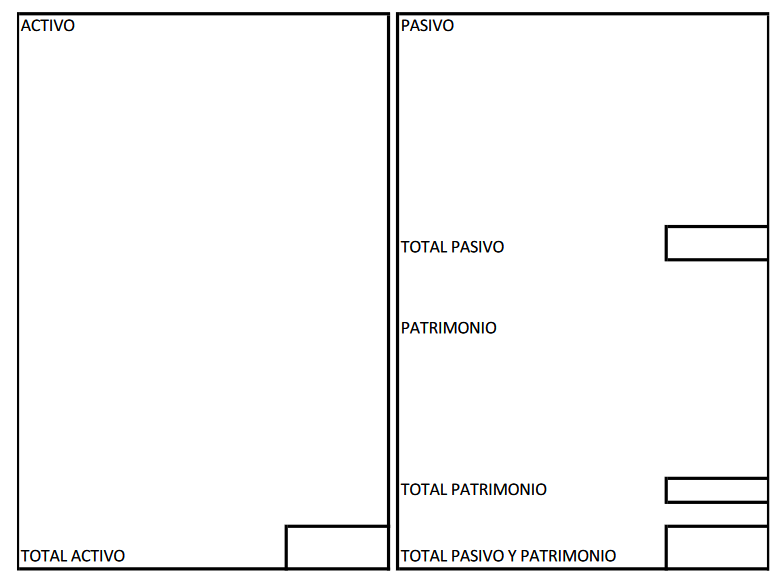 ACTIVO
TOTAL ACTIVO
PASIVO
TOTAL PASIVO
PATRIMONIO
TOTAL PATRIMONIO
TOTAL PASIVO Y PATRIMONIO